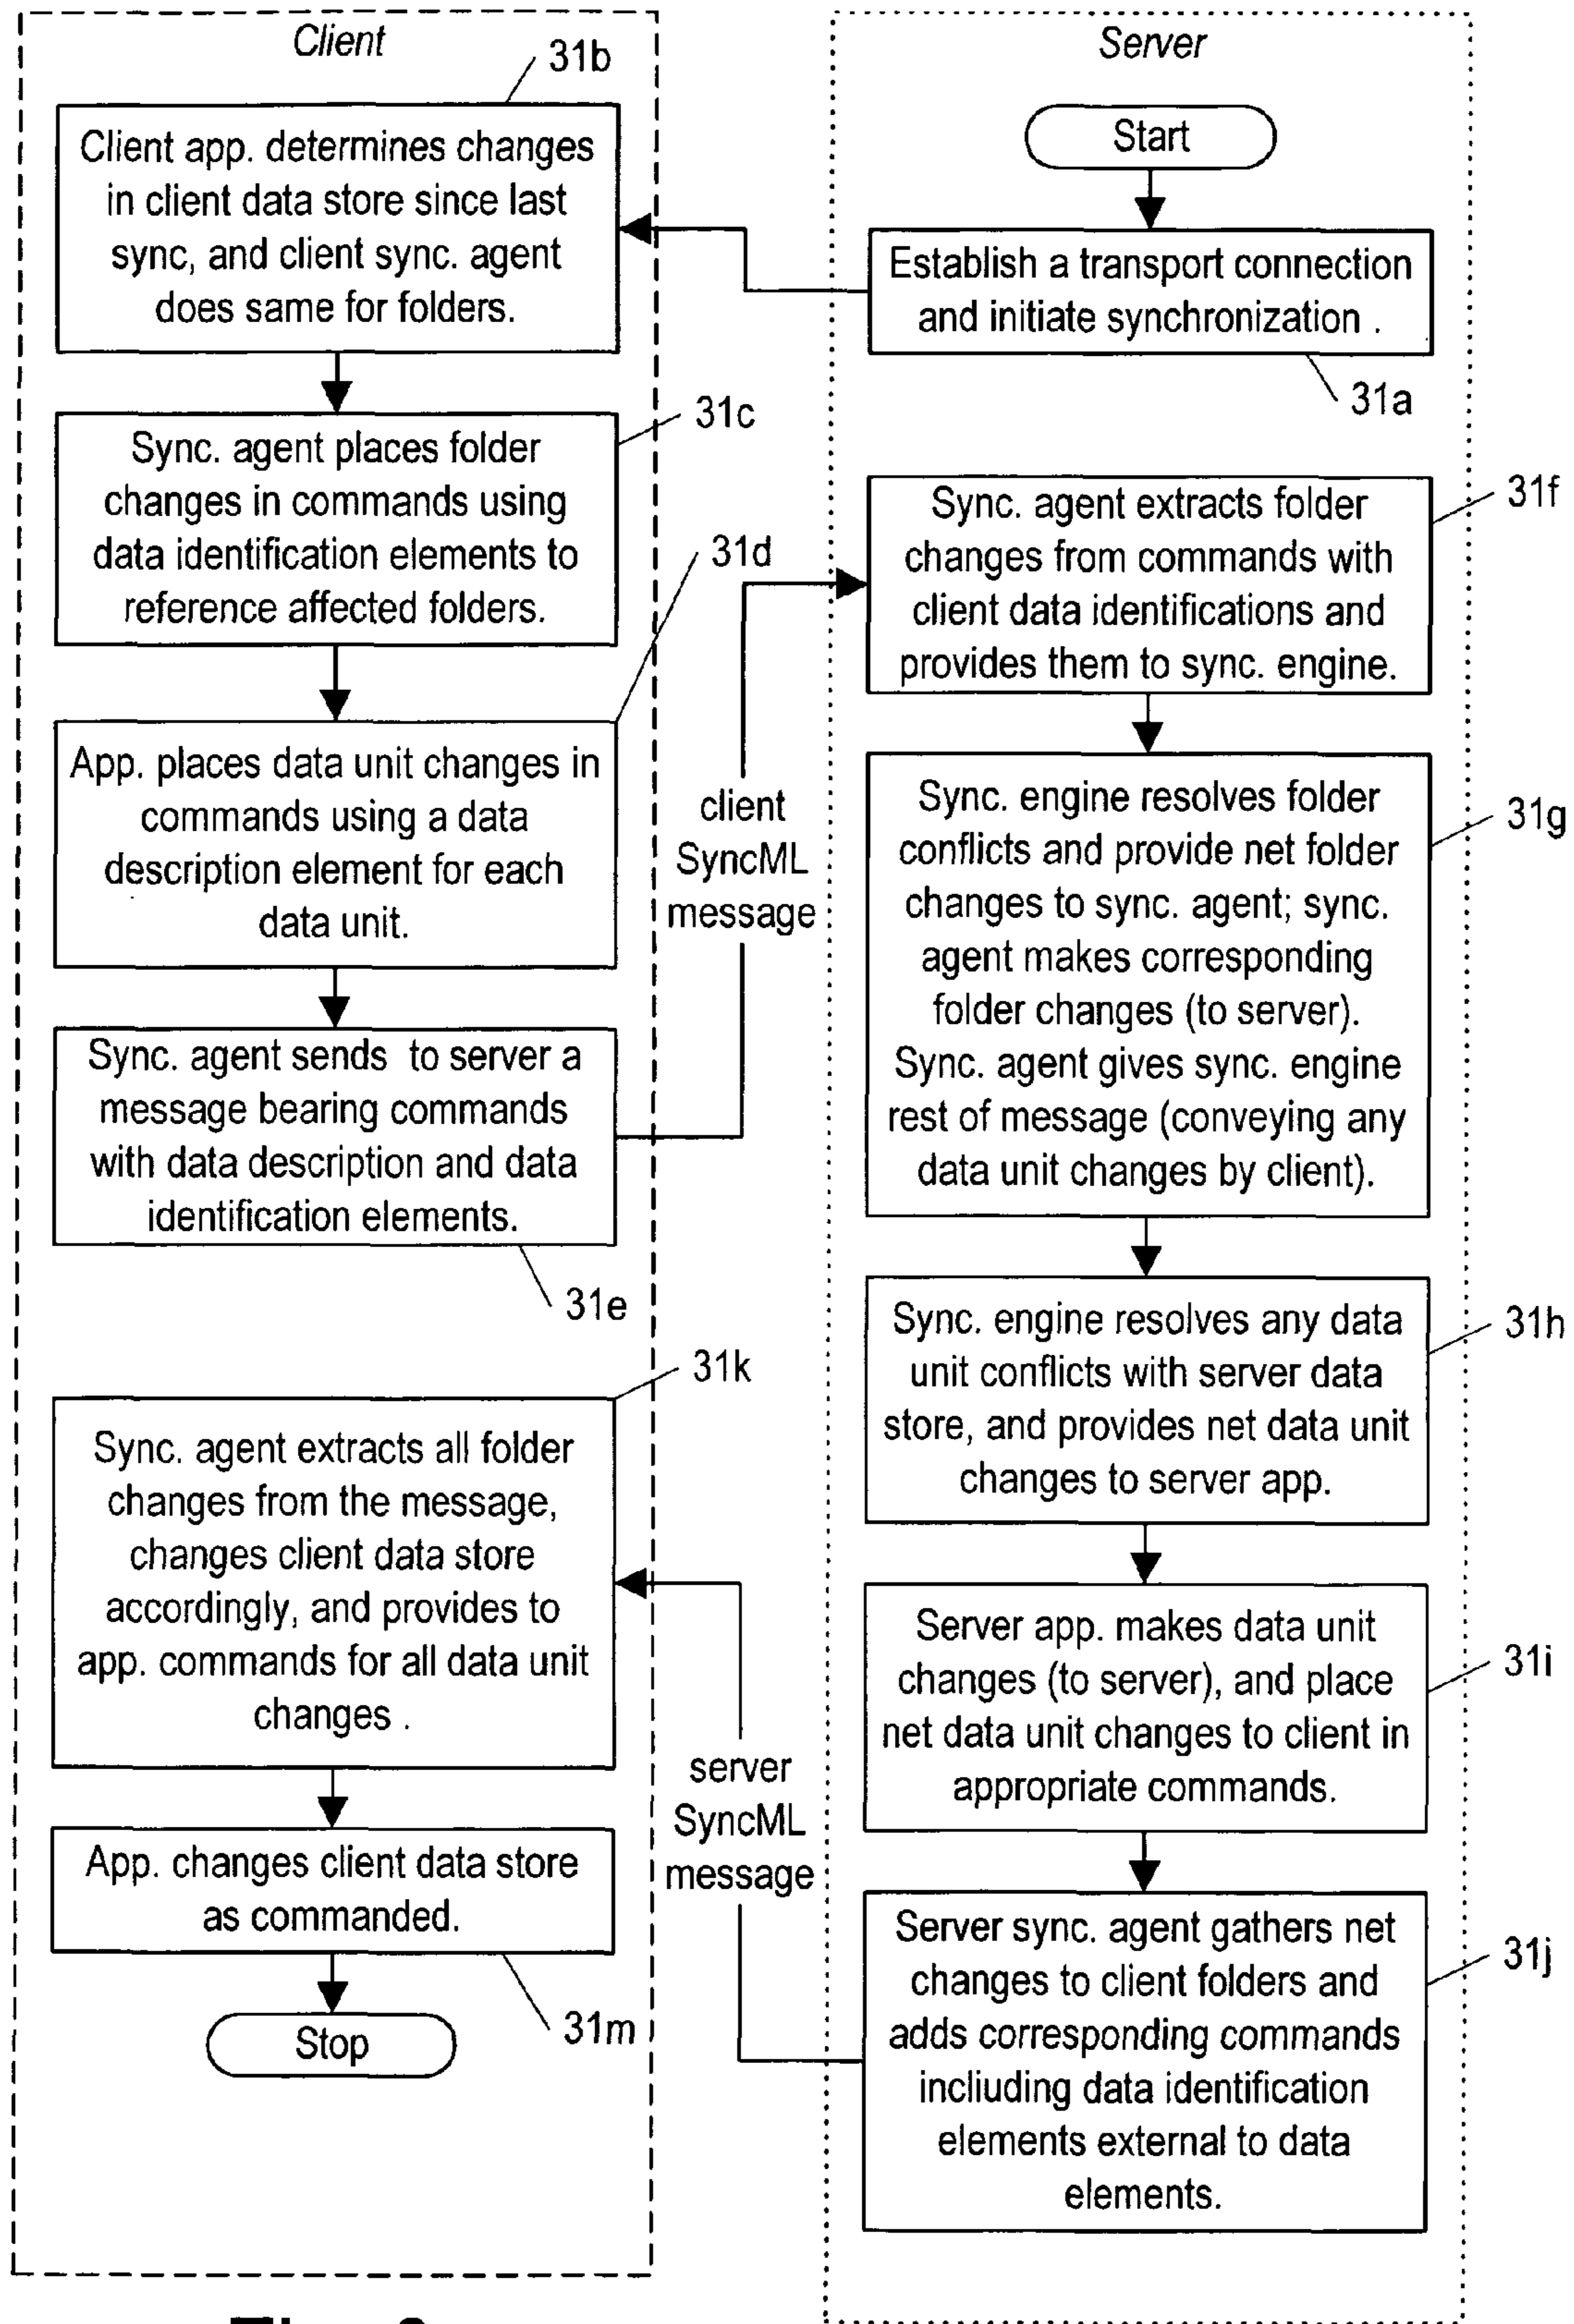 Client
31b
Client app. determines changes
in client data store since last
sync, and client sync. agent
does same for folders.
31c
Sync. agent places folder
changes in commands using
data identification elements to
reference affected folders.
31d
App. places data unit changes in
commands using a data
description element for each
data unit.
Sync. agent sends to server a
message bearing commands
with data description and data
identification elements.
31e
31k
Sync. agent extracts all folder
changes from the message,
changes client data store
accordingly, and provides to
app. commands for all data unit
changes .
App. changes client data store
as commanded.
31m
Stop
client
SyncML
message
server
SyncML
message
Server
Start
Establish a transport connection
and initiate synchronization .
31a
31f
Sync. agent extracts folder
changes from commands with
client data identifications and
provides them to sync. engine.
31g
Sync. engine resolves folder
conflicts and provide net folder
changes to sync. agent; sync.
agent makes corresponding
folder changes (to server).
Sync. agent gives sync. engine
rest of message (conveying any
data unit changes by client).
31h
Sync. engine resolves any data
unit conflicts with server data
store, and provides net data unit
changes to server app.
31i
Server app. makes data unit
changes (to server), and place
net data unit changes to client in
appropriate commands.
31j
Server sync. agent gathers net
changes to client folders and
adds corresponding commands
incliuding data identification
elements external to data
elements.